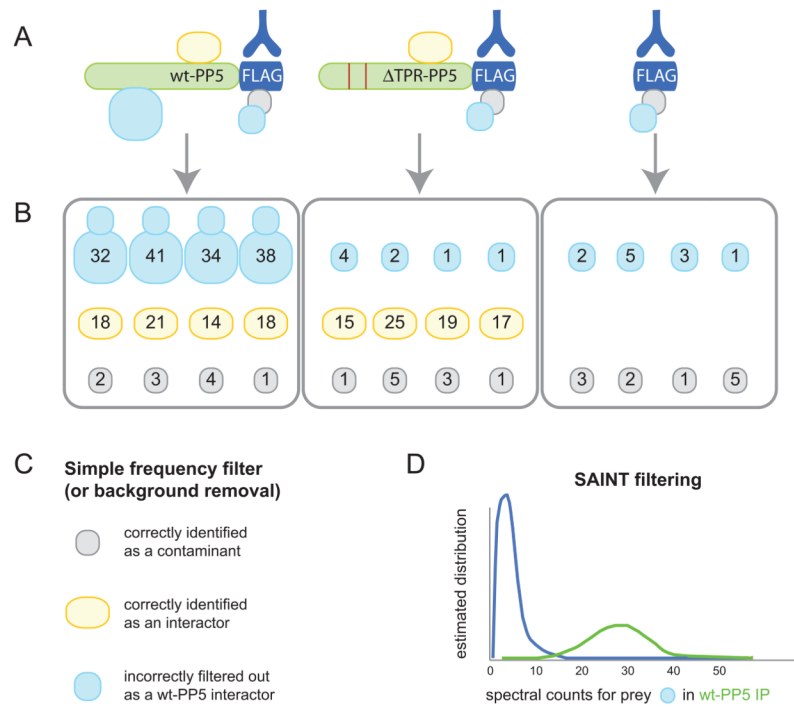 A
wt-PP5 FLAG
ΔTPR-PP5 FLAG
FLAG
B
32 41 34 38
4 2 1 1
2 5 3 1
18 21 14 18
15 25 19 17
2 3 4 1
1 5 3 1
3 2 1 5
C
Simple frequency filter
(or background removal)
correctly identified
as a contaminant
correctly identified
as an interactor
incorrectly filtered out
as a wt-PP5 interactor
D
SAINT filtering
estimated distribution
0 10 20 30 40 50
spectral counts for prey in wt-PP5 IP